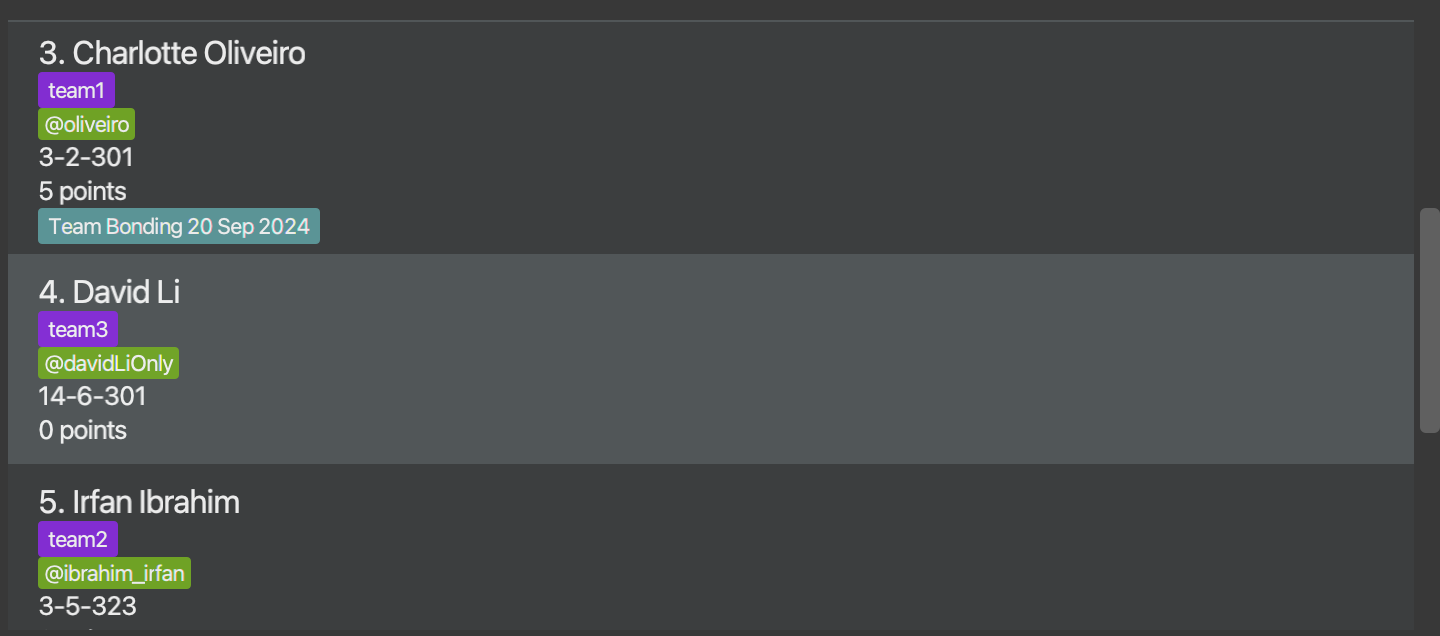 3. Charlotte Oliveiro
team1
@oliveiro
3-2-301
5 points
Team Bonding 20 Sep 2024
4. David Li
team3
@davidLiOnly
14-6-301
0 points
5. Irfan Ibrahim
team2
@ibrahim_irfan
3-5-323